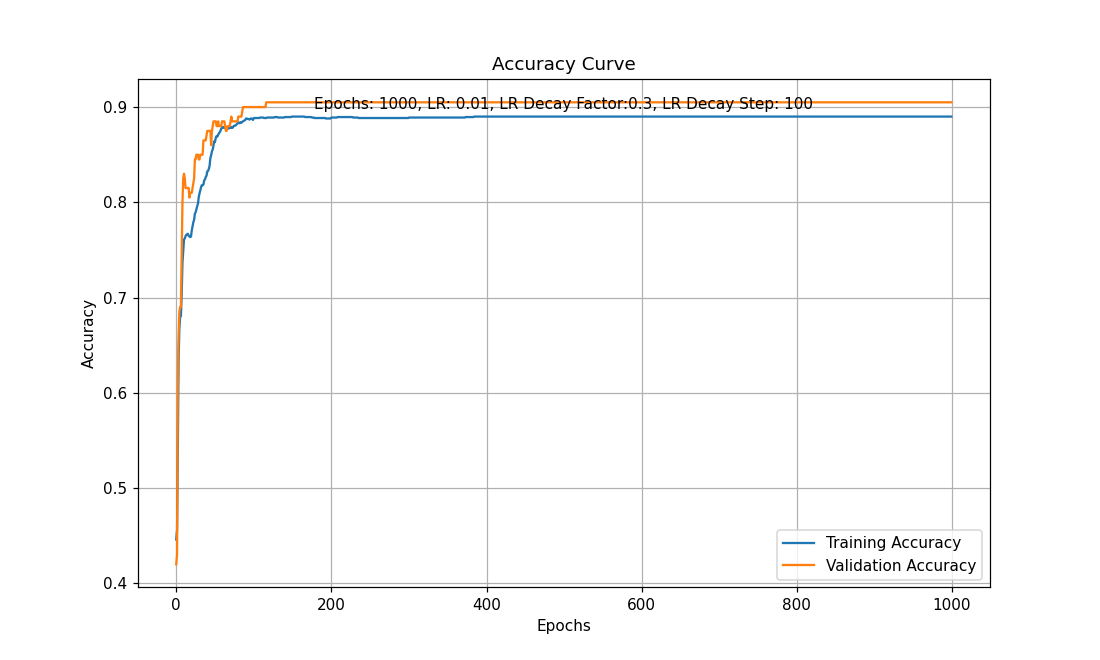 Accuracy Curve
Epochs: 1000, LR: 0.01, LR Decay Factor:0.3, LR Decay Step: 100
0.9
0.8
0.7
0.6
0.5
0.4
Accuracy
Training Accuracy
Validation Accuracy
0 200 400 600 800 1000
Epochs